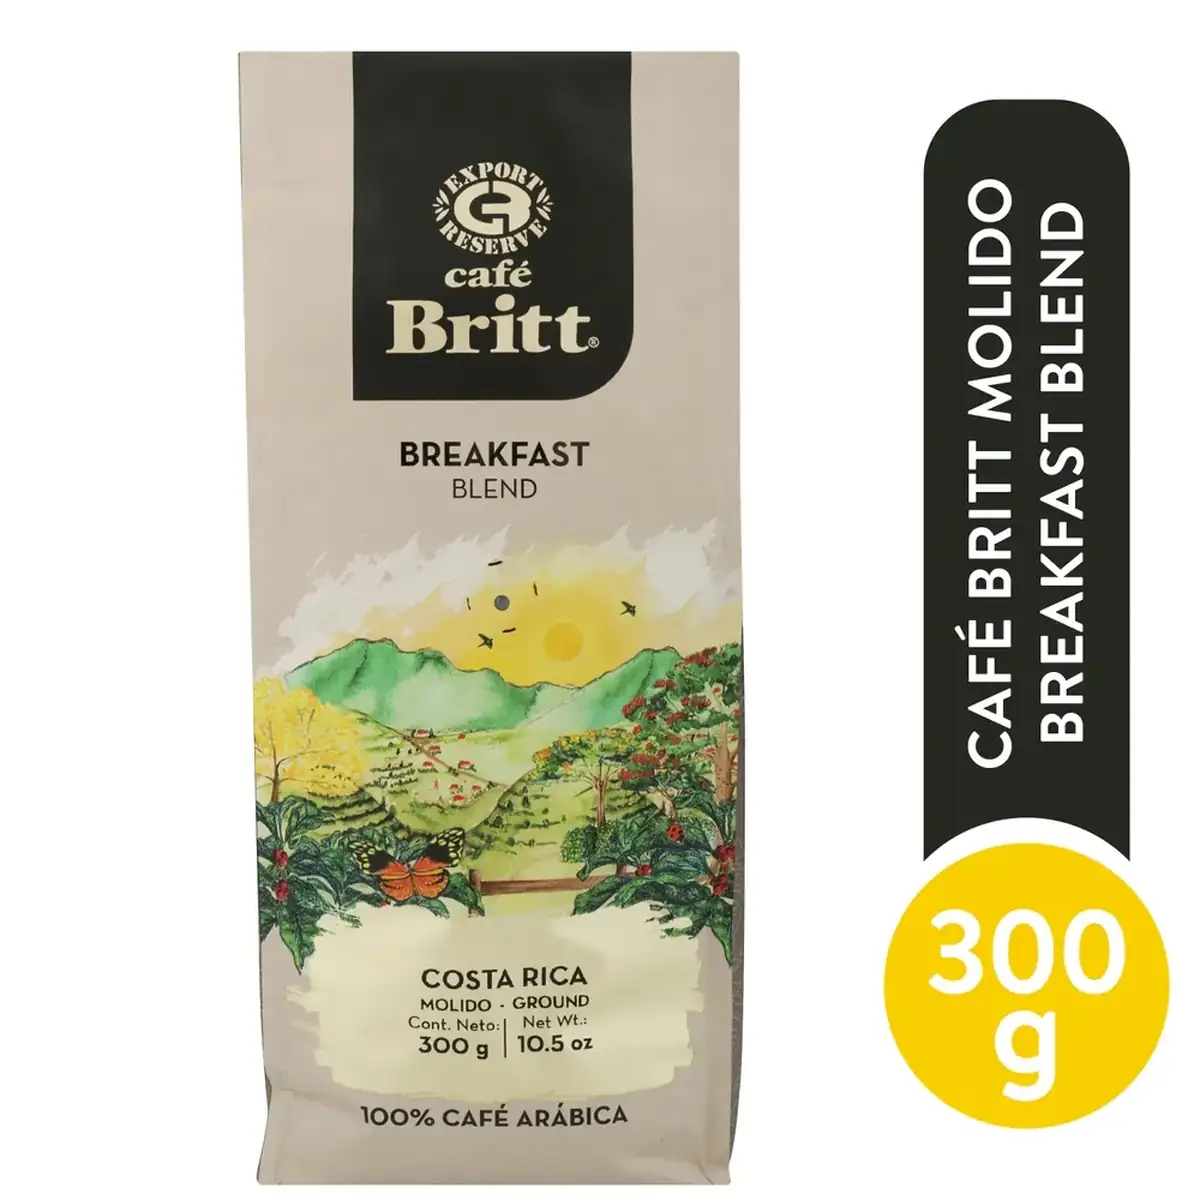 EXPORT
RESERVE
café
Britt®
BREAKFAST
BLEND
COSTA RICA
MOLIDO - GROUND
Cont. Neto: Net Wt.:
300 g 10.5 oz
100% CAFÉ ARÁBICA
CAFÉ BRITT MOLIDO
BREAKFAST BLEND
300
g